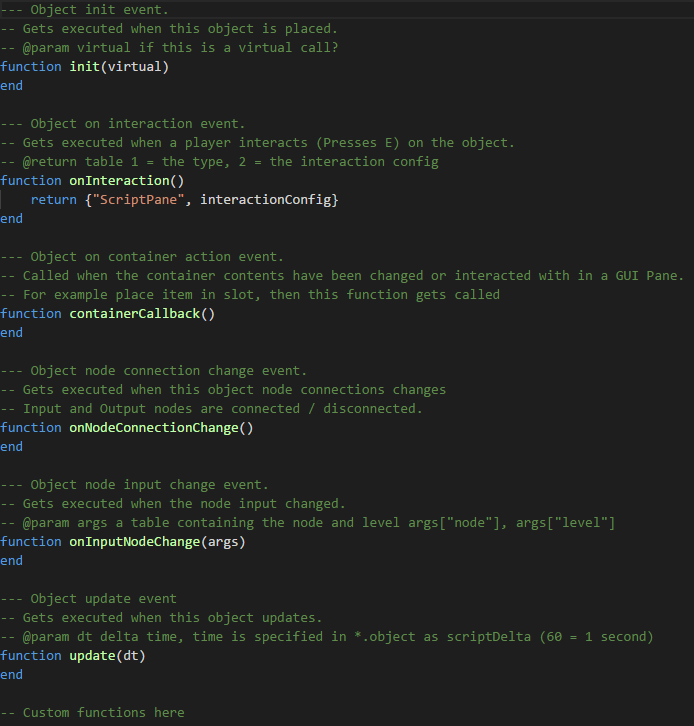 --- Object init event.
-- Gets executed when this object is placed.
-- @param virtual if this is a virtual call?
function init(virtual)
end
--- Object on interaction event.
-- Gets executed when a player interacts (Presses E) on the object.
-- @return table 1 = the type, 2 = the interaction config
function onInteraction()
    return {"ScriptPane", interactionConfig}
end
--- Object on container action event.
-- Called when the container contents have been changed or interacted with in a GUI Pane.
-- For example place item in slot, then this function gets called
function containerCallback()
end
--- Object node connection change event.
-- Gets executed when this object node connections changes
-- Input and Output nodes are connected / disconnected.
function onNodeConnectionChange()
end
--- Object node input change event.
-- Gets executed when the node input changed.
-- @param args a table containing the node and level args["node"], args["level"]
function onInputNodeChange(args)
end
--- Object update event
-- Gets executed when this object updates.
-- @param dt delta time, time is specified in *.object as scriptDelta (60 = 1 second)
function update(dt)
end
-- Custom functions here